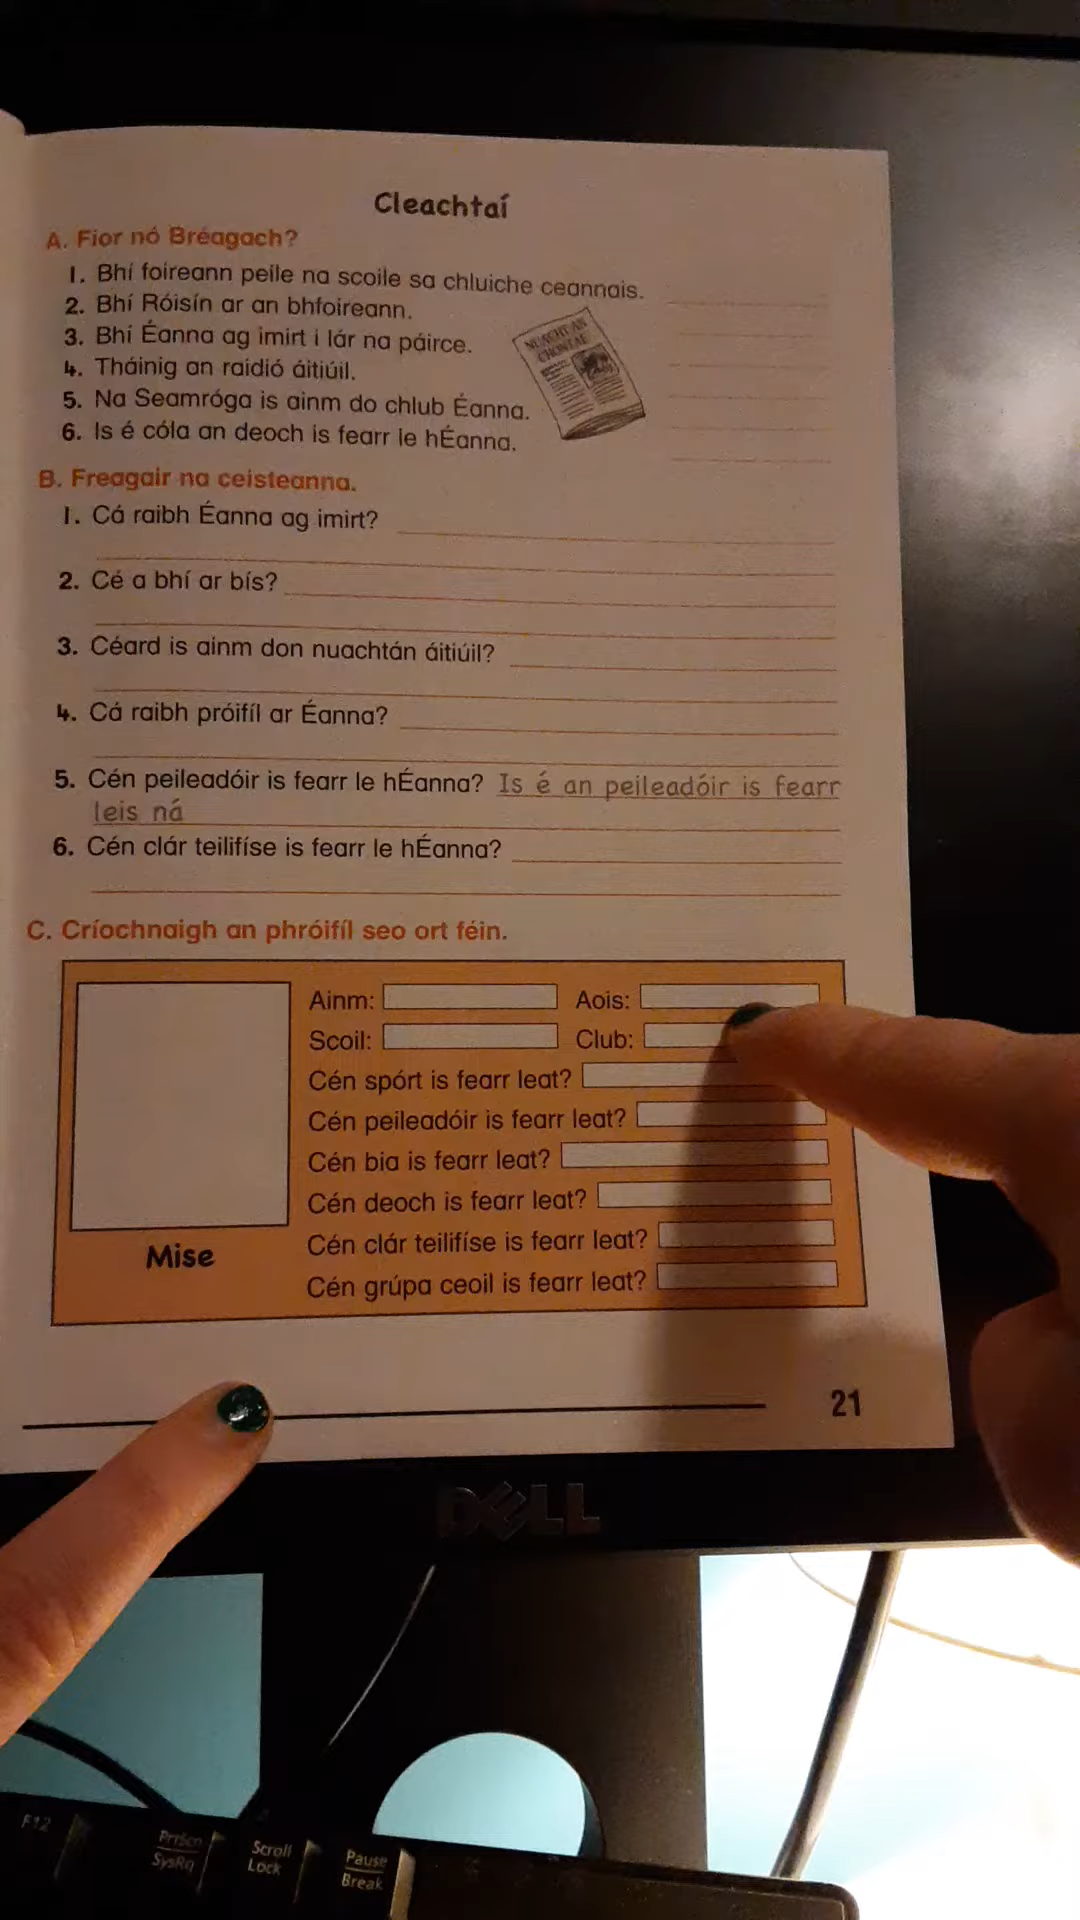 Cleachtaí
A. Fíor nó Bréagach?
1. Bhí foireann peile na scoile sa chluiche ceannais.
2. Bhí Róisín ar an bhfoireann.
3. Bhí Éanna ag imirt i lár na páirce.
4. Tháinig an raidió áitiúil.
5. Na Seamróga is ainm do chlub Éanna.
6. Is é cóla an deoch is fearr le hÉanna.
NUACHT AN
CHONTAE
B. Freagair na ceisteanna.
1. Cá raibh Éanna ag imirt?
2. Cé a bhí ar bís?
3. Céard is ainm don nuachtán áitiúil?
4. Cá raibh próifíl ar Éanna?
5. Cén peileadóir is fearr le hÉanna? Is é an peileadóir is fearr
leis ná
6. Cén clár teilifíse is fearr le hÉanna?
C. Críochnaigh an phróifíl seo ort féin.
Ainm: Aois:
Scoil: Club:
Cén spórt is fearr leat?
Cén peileadóir is fearr leat?
Cén bia is fearr leat?
Cén deoch is fearr leat?
Cén clár teilifíse is fearr leat?
Cén grúpa ceoil is fearr leat?
Mise
21
DELL
F12
PrtScn
SysRq
Scroll
Lock
Pause
Break